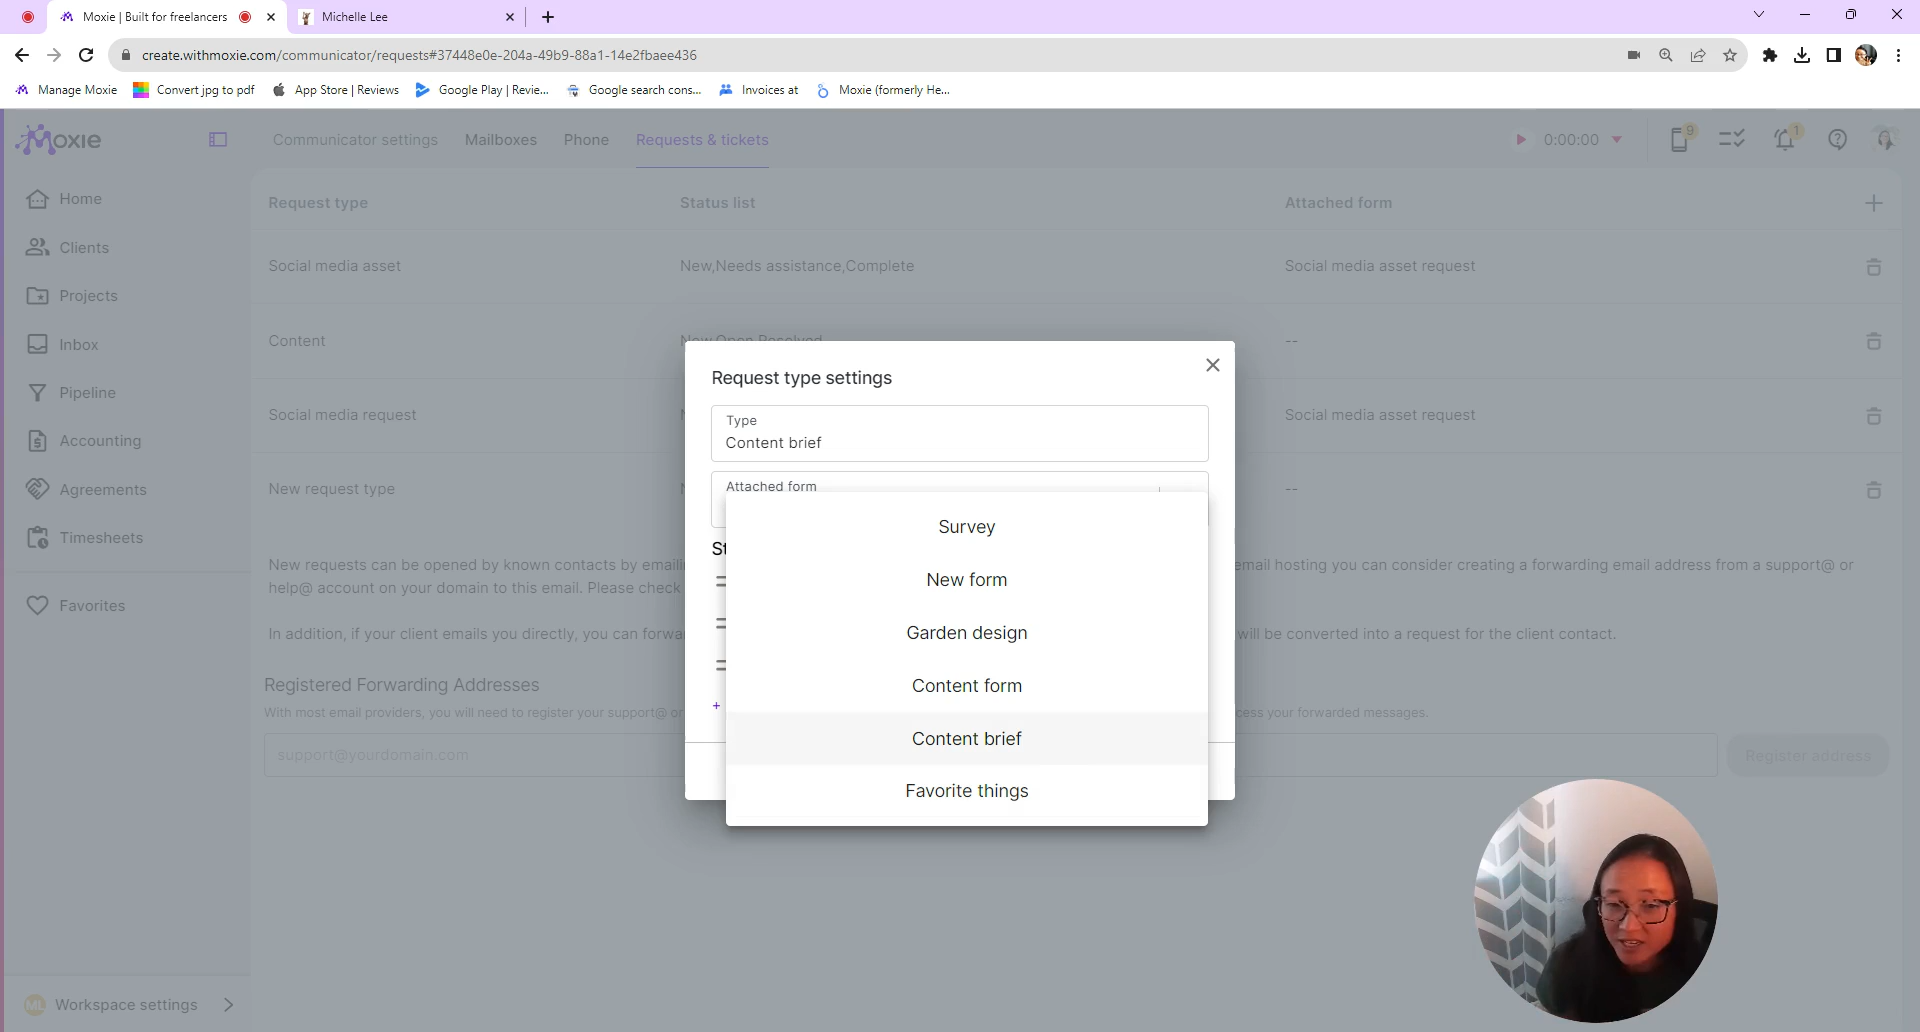 Moxie | Built for freelancers
Michelle Lee
create.withmoxie.com/communicator/requests#37448e0e-204a-49b9-88a1-14e2fbaee436
Manage Moxie
Convert jpg to pdf
App Store | Reviews
Google Play | Revie...
Google search cons...
Invoices at
Moxie (formerly He...
Moxie
Communicator settings
Mailboxes
Phone
Requests & tickets
0:00:00
9
1
Home
Clients
Projects
Inbox
Pipeline
Accounting
Agreements
Timesheets
Favorites
ML
Workspace settings
Request type
Status list
Attached form
Social media asset
New,Needs assistance,Complete
Social media asset request
Content
New,Open,Resolved
--
Social media request
Social media asset request
New request type
--
New requests can be opened by known contacts by emailin
email hosting you can consider creating a forwarding email address from a support@ or
help@ account on your domain to this email. Please check
In addition, if your client emails you directly, you can forwa
will be converted into a request for the client contact.
Registered Forwarding Addresses
With most email providers, you will need to register your support@ or
cess your forwarded messages.
support@yourdomain.com
Register address
Request type settings
Type
Content brief
Attached form
St
+
Survey
New form
Garden design
Content form
Content brief
Favorite things